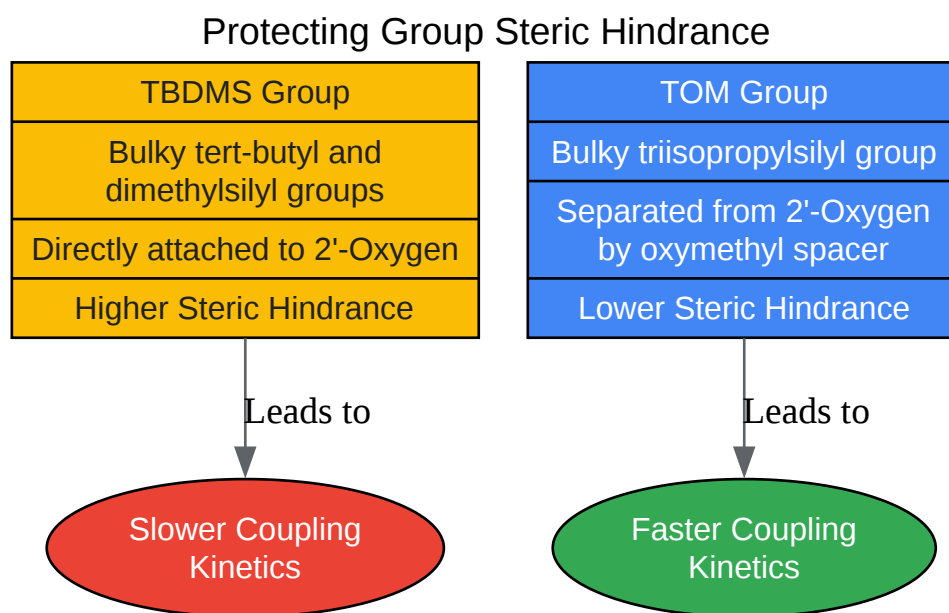 Protecting Group Steric Hindrance
TBDMS Group
Bulky tert-butyl and
dimethylsilyl groups
Directly attached to 2'-Oxygen
Higher Steric Hindrance
Leads to
Slower Coupling
Kinetics
TOM Group
Bulky triisopropylsilyl group
Separated from 2'-Oxygen
by oxymethyl spacer
Lower Steric Hindrance
Leads to
Faster Coupling
Kinetics